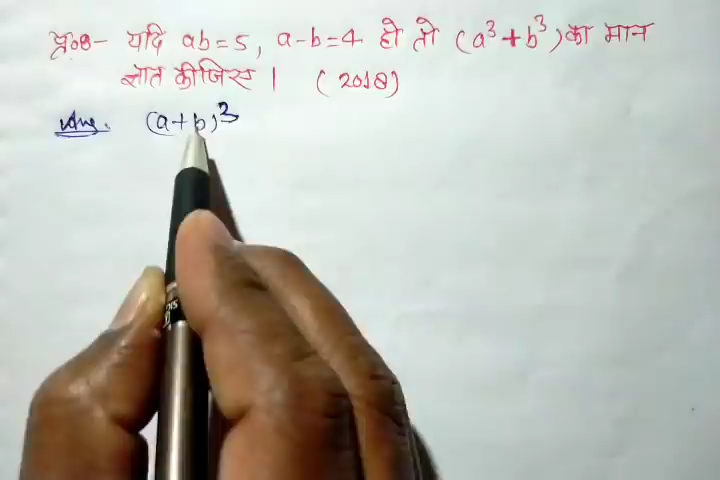 प्र०8- यदि ab=5, a-b=4 हो तो (a³+b³) का मान
ज्ञात कीजिए । (2018)
Ans. (a+b)³